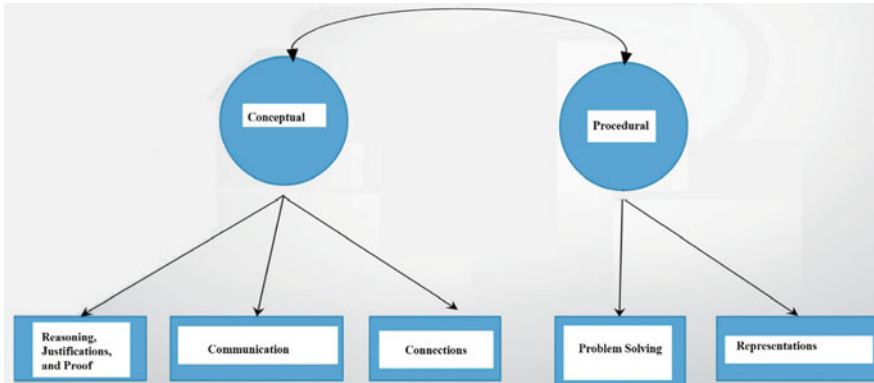 Conceptual
Procedural
Reasoning,
Justifications,
and Proof
Communication
Connections
Problem Solving
Representations